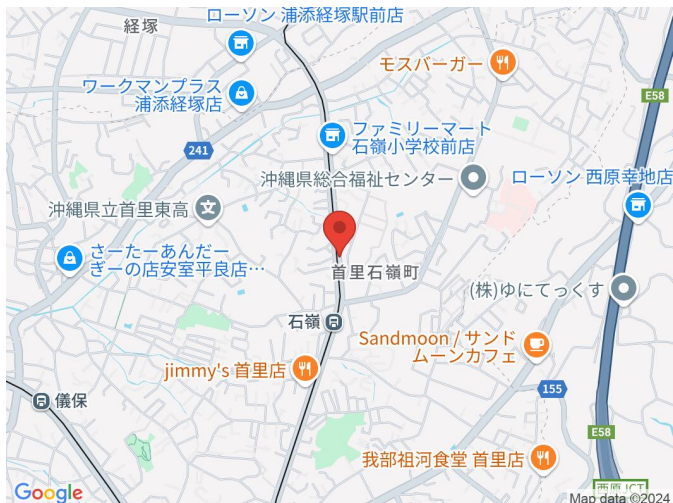 経塚
ローソン 浦添経塚駅前店
モスバーガー
ワークマンプラス
浦添経塚店
E58
241
ファミリーマート
石嶺小学校前店
沖縄県総合福祉センター
ローソン 西原幸地店
沖縄県立首里東高
さーたーあんだー
ぎーの店安室平良店…
首里石嶺町
(株)ゆにてっくす
石嶺
Sandmoon / サンド
ムーンカフェ
jimmy's 首里店
155
儀保
E58
我部祖河食堂 首里店
西原JCT
Google
Map data ©2024